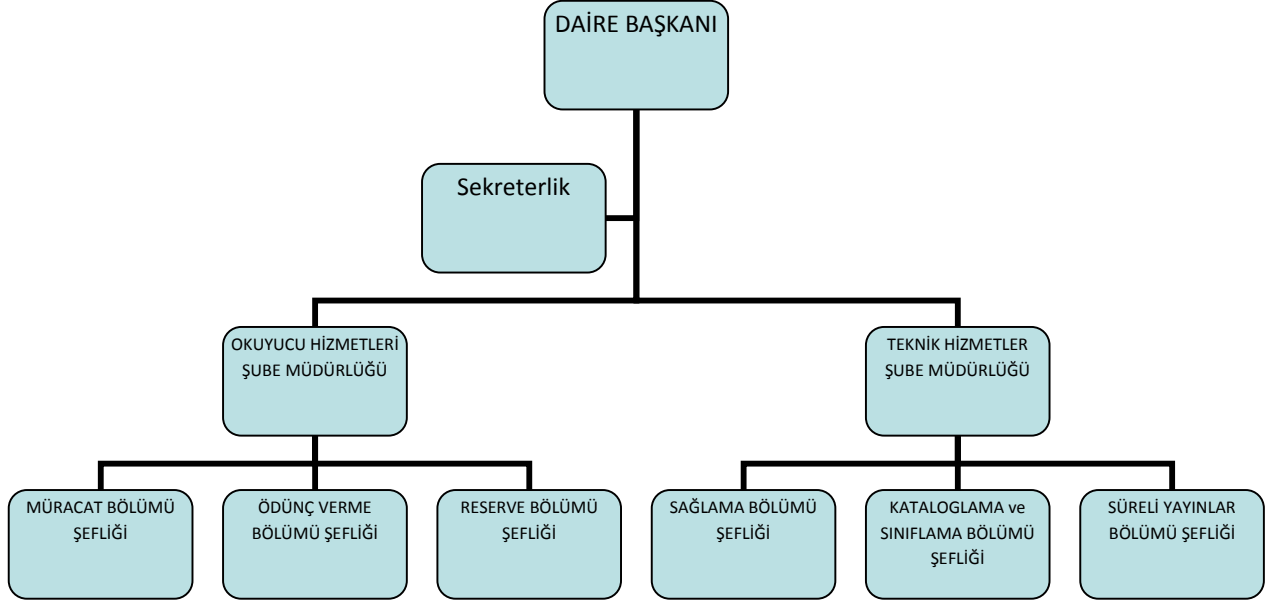 DAİRE BAŞKANI
Sekreterlik
OKUYUCU HİZMETLERİ
ŞUBE MÜDÜRLÜĞÜ
TEKNİK HİZMETLER
ŞUBE MÜDÜRLÜĞÜ
MÜRACAT BÖLÜMÜ
ŞEFLİĞİ
ÖDÜNÇ VERME
BÖLÜMÜ ŞEFLİĞİ
RESERVE BÖLÜMÜ
ŞEFLİĞİ
SAĞLAMA BÖLÜMÜ
ŞEFLİĞİ
KATALOGLAMA ve
SINIFLAMA BÖLÜMÜ
ŞEFLİĞİ
SÜRELİ YAYINLAR
BÖLÜMÜ ŞEFLİĞİ